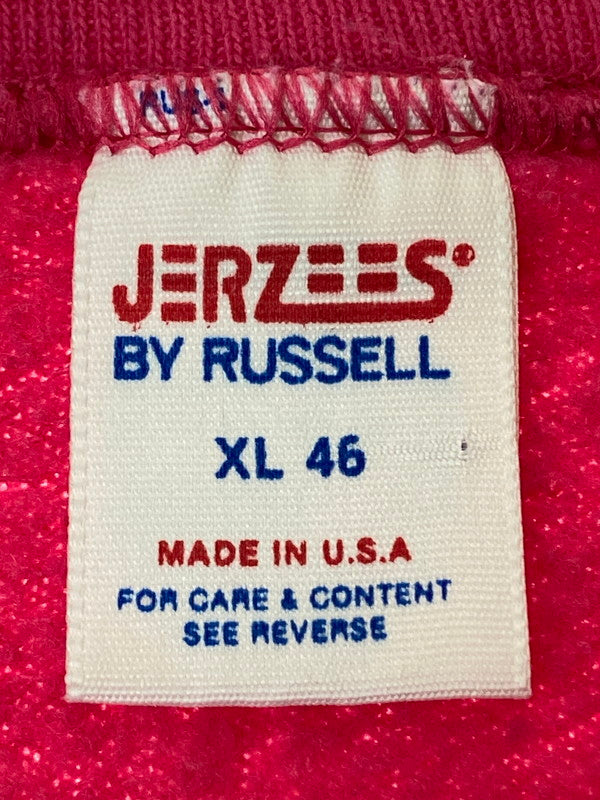 JERZEES®
BY RUSSELL
XL 46
MADE IN U.S.A
FOR CARE & CONTENT
SEE REVERSE